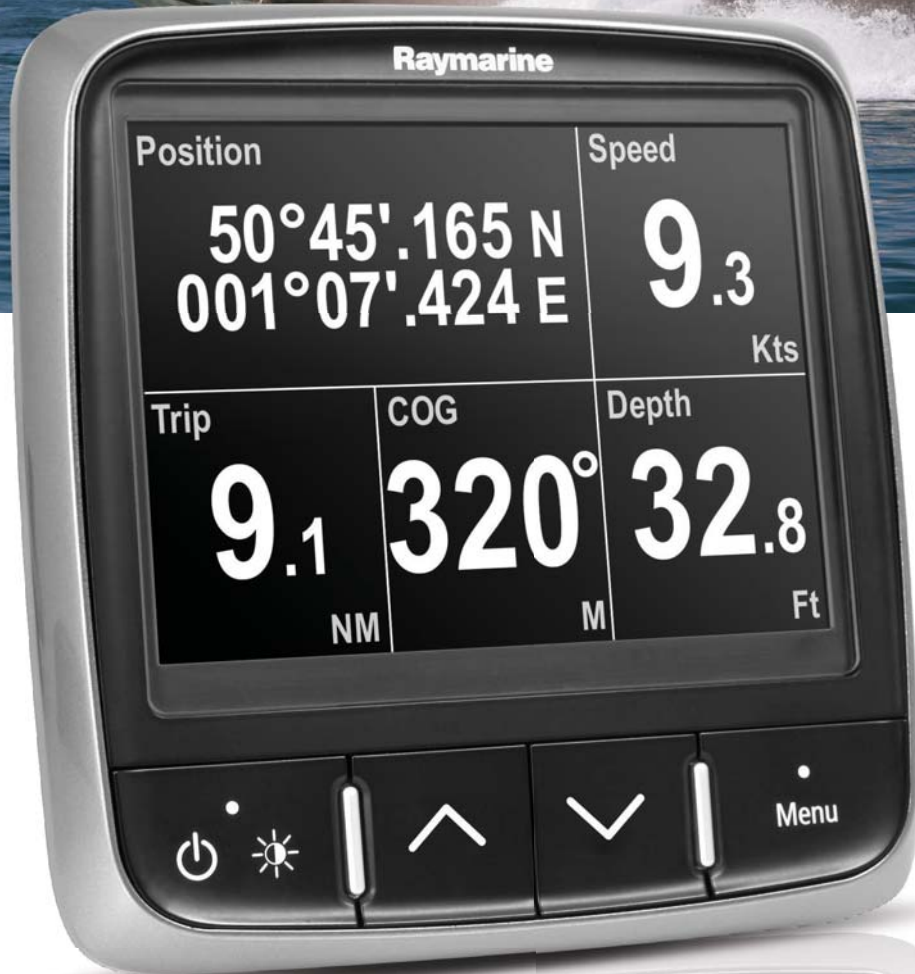 Raymarine
Position
50°45'.165 N
001°07'.424 E
Speed
9.3
Kts
Trip
9.1
NM
COG
320°
M
Depth
32.8
Ft
Menu